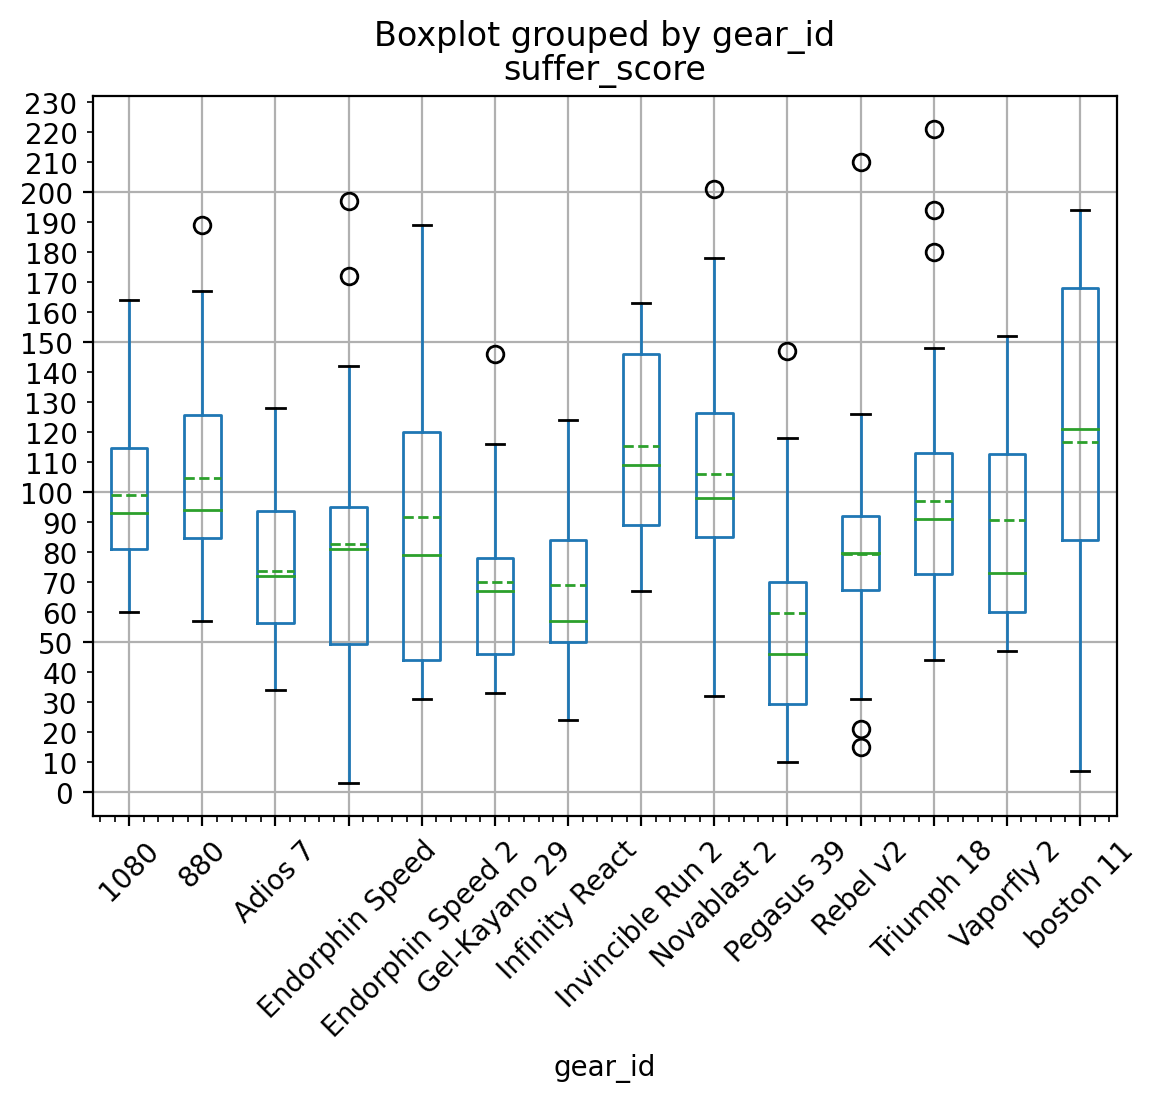 Boxplot grouped by gear_id
suffer_score
230
220
210
200
190
180
170
160
150
140
130
120
110
100
90
80
70
60
50
40
30
20
10
0
1080
880
Adios 7
Endorphin Speed
Endorphin Speed 2
Gel-Kayano 29
Infinity React
Invincible Run 2
Novablast 2
Pegasus 39
Rebel v2
Triumph 18
Vaporfly 2
boston 11
gear_id